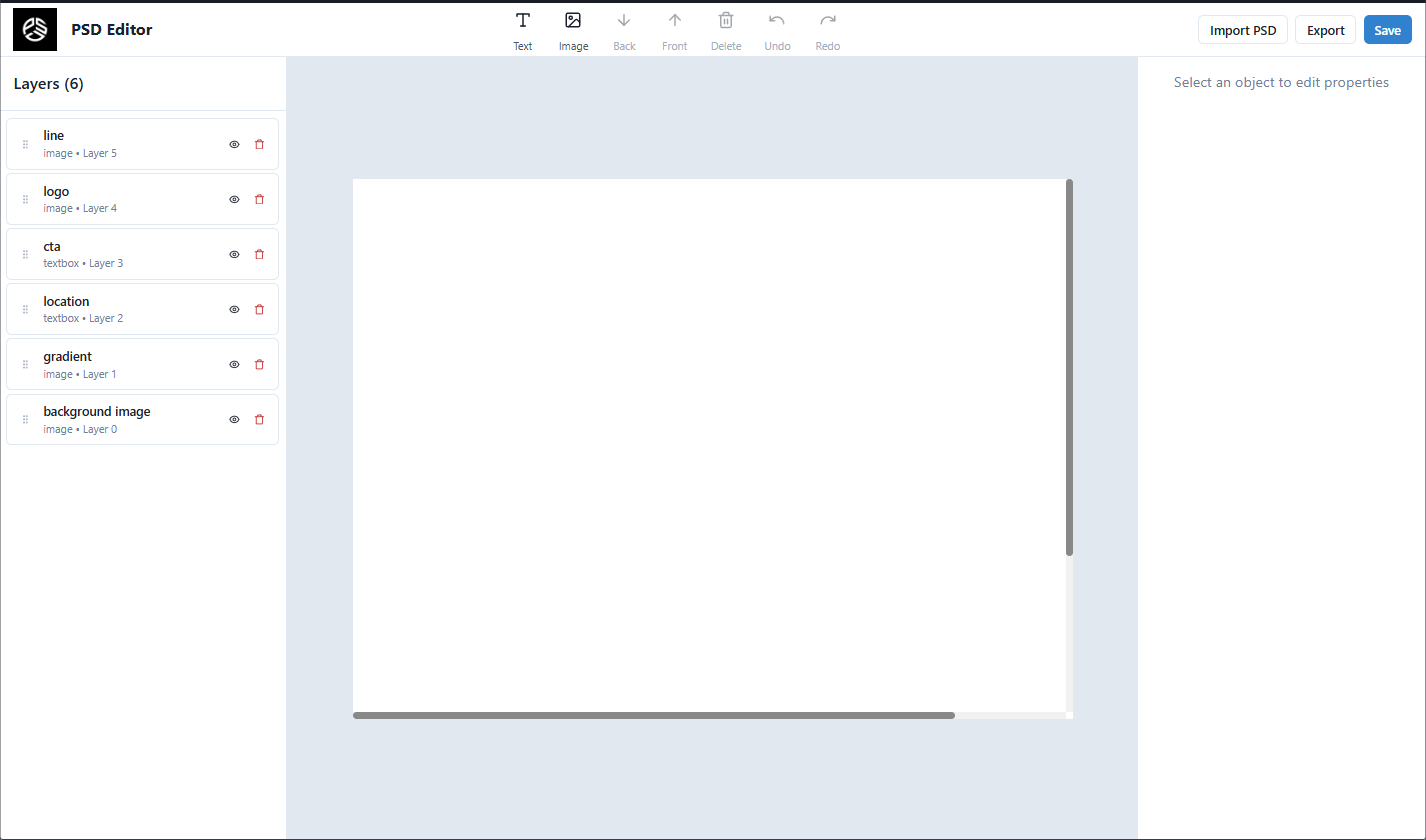 PSD Editor
Text
Image
Back
Front
Delete
Undo
Redo
Import PSD
Export
Save
Layers (6)
line
image • Layer 5
logo
image • Layer 4
cta
textbox • Layer 3
location
textbox • Layer 2
gradient
image • Layer 1
background image
image • Layer 0
Select an object to edit properties